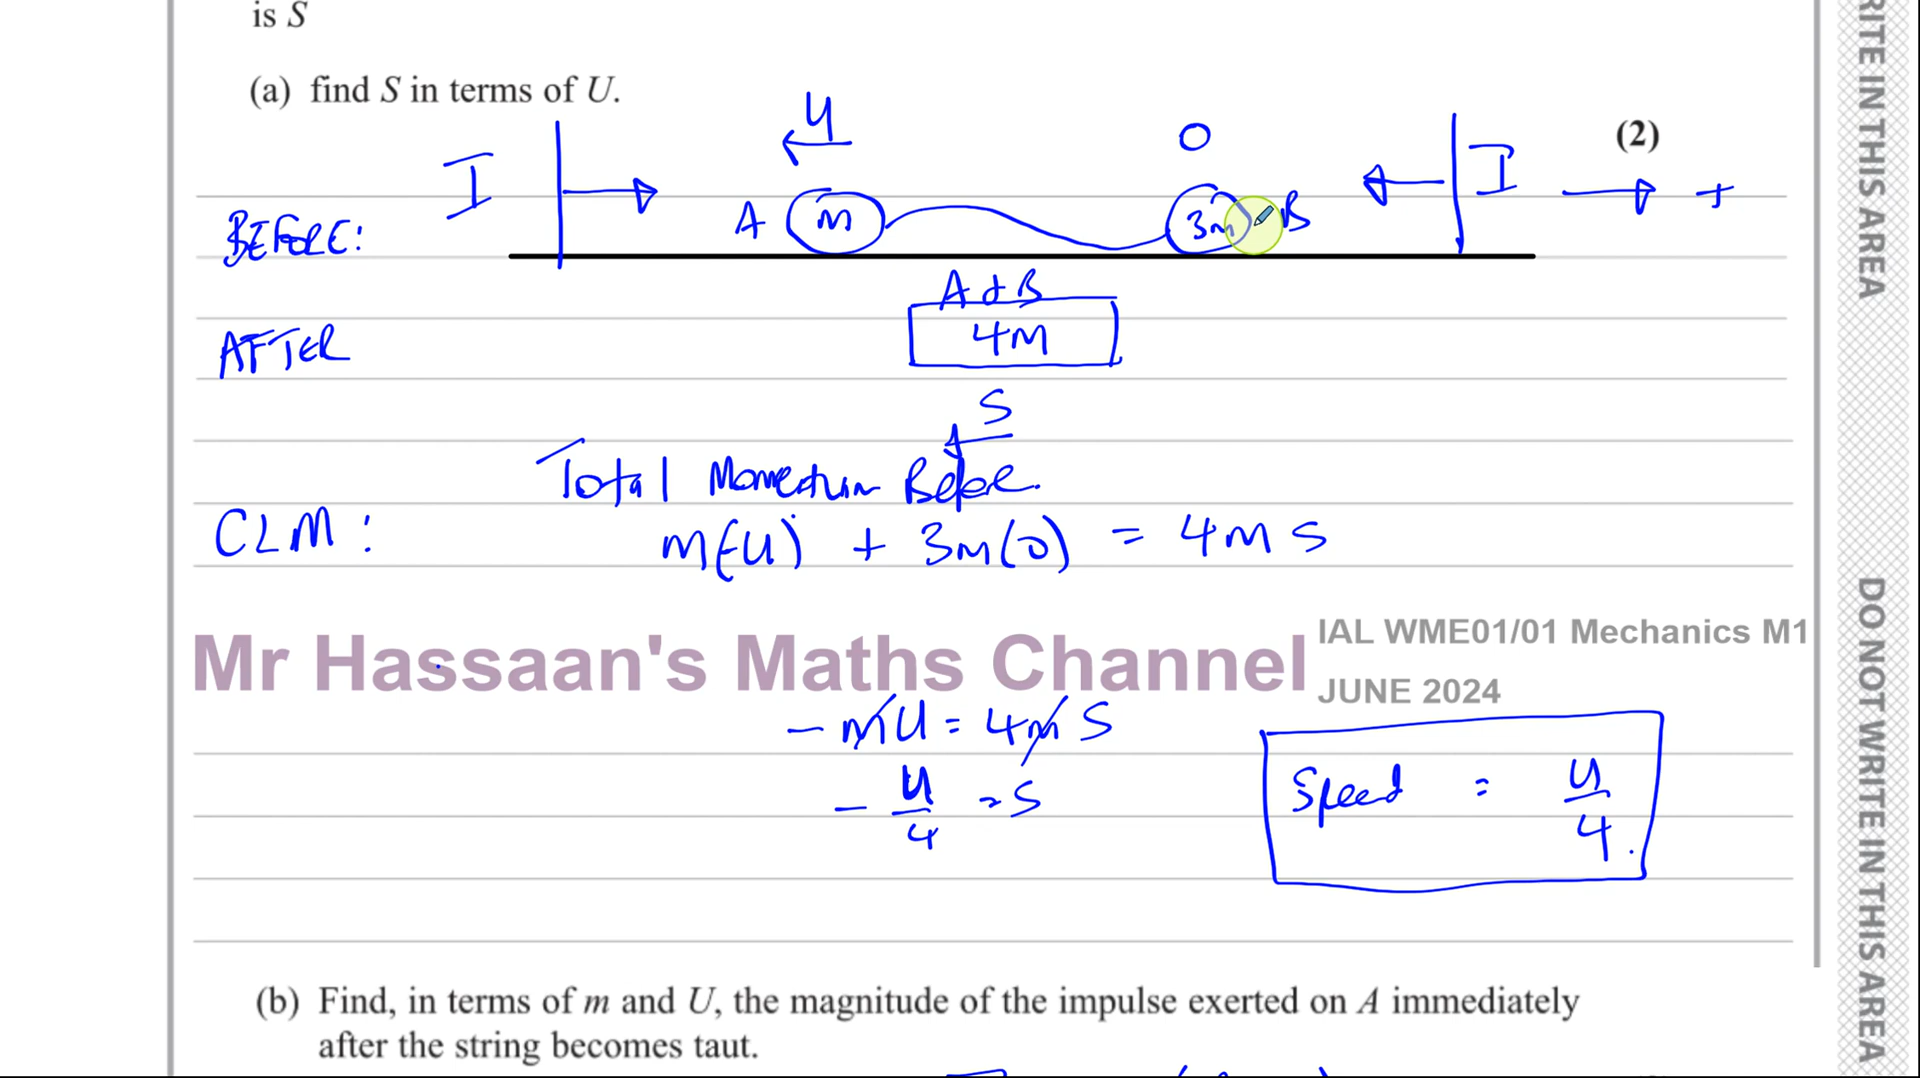 is S
(a) find S in terms of U.
(2)
U
O
I
I
+
BEFORE:
A
m
3m
B
A & B
4m
AFTER
S
Total Momentum Before.
CLM:
m(-U) + 3m(0) = 4m S
Mr Hassaan's Maths Channel
IAL WME01/01 Mechanics M1
JUNE 2024
- mU = 4m S
- U/4 = S
Speed = U/4.
(b) Find, in terms of m and U, the magnitude of the impulse exerted on A immediately
after the string becomes taut.
RITE IN THIS AREA
DO NOT WRITE IN THIS AREA